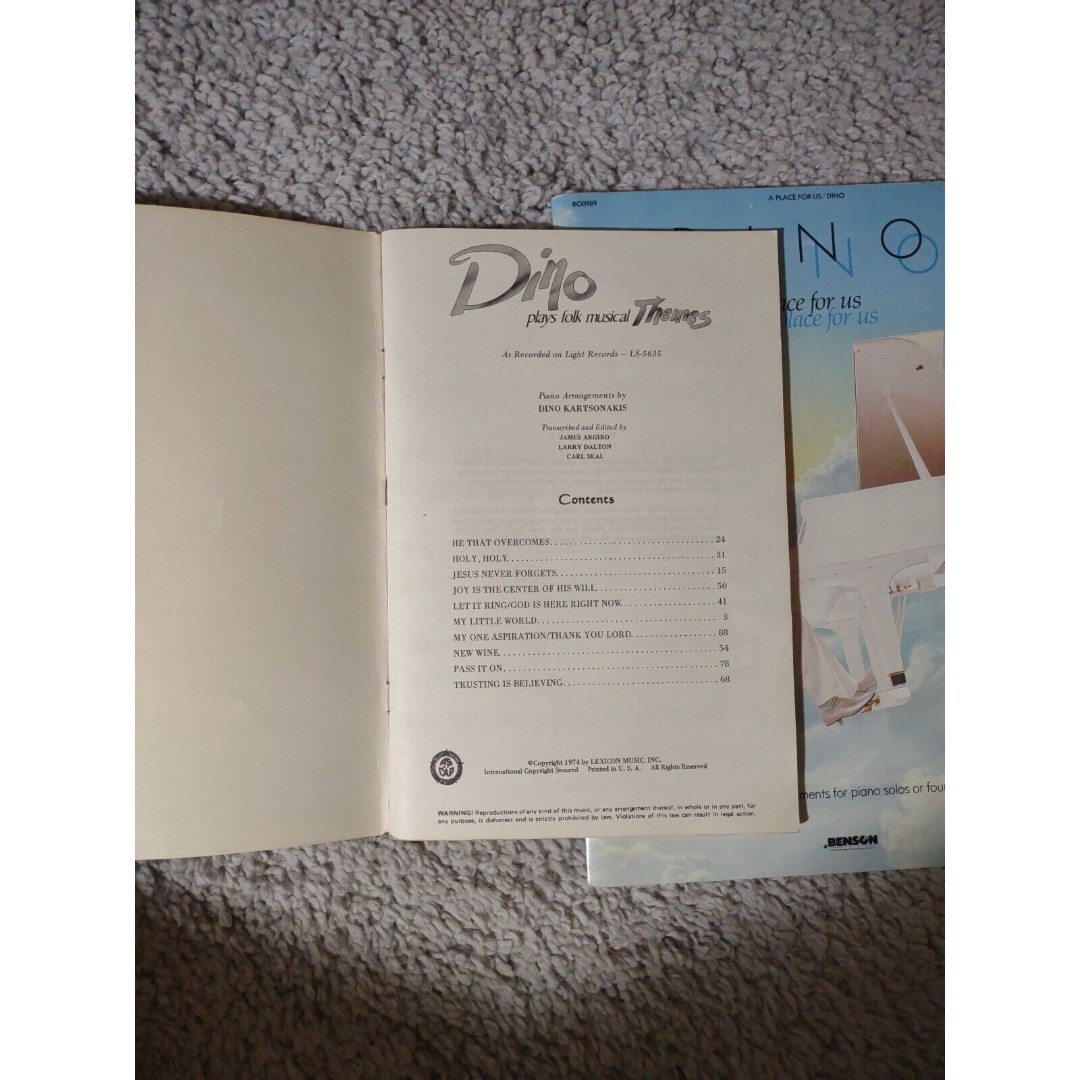 Dino
plays folk musical Themes
As Recorded on Light Records — LS-5635
Piano Arrangements by
DINO KARTSONAKIS
Transcribed and Edited by
JAMES ARGIRO
LARRY DALTON
CARL SEAL
Contents
HE THAT OVERCOMES. 24
HOLY, HOLY. 31
JESUS NEVER FORGETS. 15
JOY IS THE CENTER OF HIS WILL. 50
LET IT RING/GOD IS HERE RIGHT NOW. 41
MY LITTLE WORLD. 3
MY ONE ASPIRATION/THANK YOU LORD. 88
NEW WINE. 54
PASS IT ON. 78
TRUSTING IS BELIEVING. 68
©Copyright 1974 by LEXICON MUSIC, INC.
International Copyright Secured Printed in U. S. A. All Rights Reserved
WARNING! Reproductions of any kind of this music, or any arrangement thereof, in whole or in any part, for
any purpose, is dishonest and is strictly prohibited by law. Violations of this law can result in legal action.
BO0989
A PLACE FOR US / DINO
DINO
place for us
place for us
ments for piano solos or four
BENSON